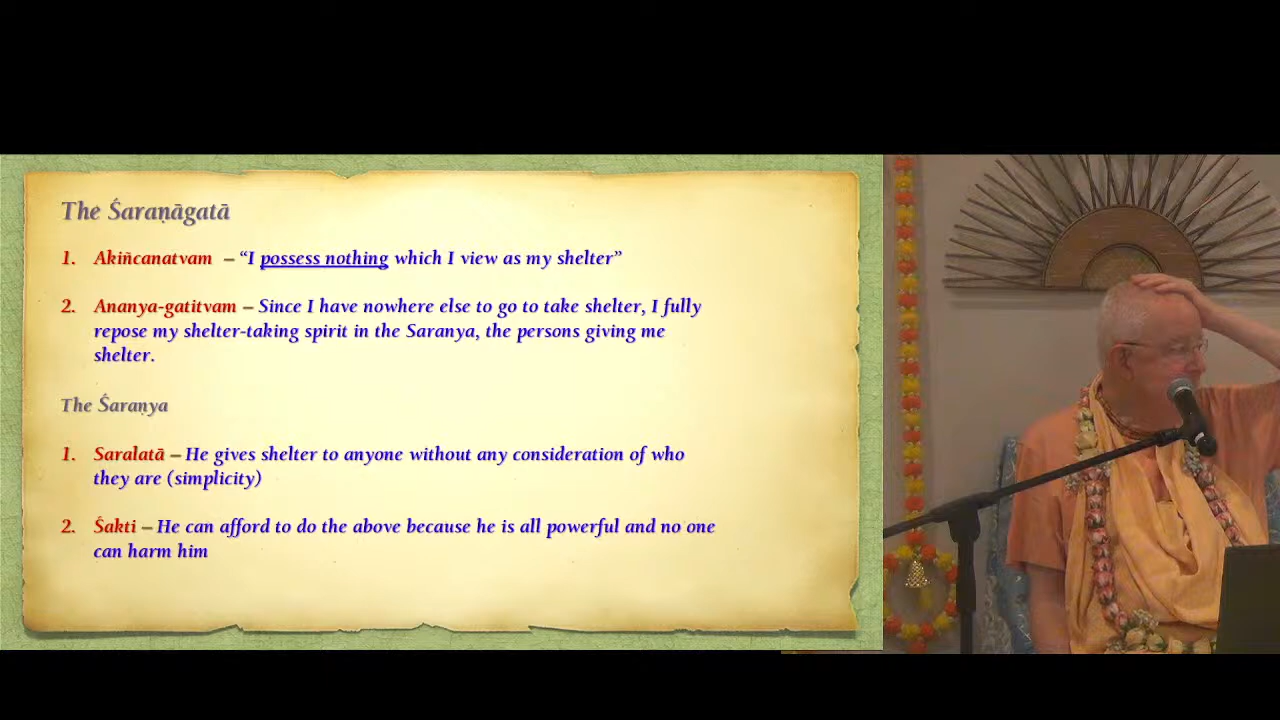 The Śaraṇāgatā
1. Akiñcanatvam – “I possess nothing which I view as my shelter”
2. Ananya-gatitvam – Since I have nowhere else to go to take shelter, I fully
repose my shelter-taking spirit in the Saranya, the persons giving me
shelter.
The Śaraṇya
1. Saralatā – He gives shelter to anyone without any consideration of who
they are (simplicity)
2. Śakti – He can afford to do the above because he is all powerful and no one
can harm him